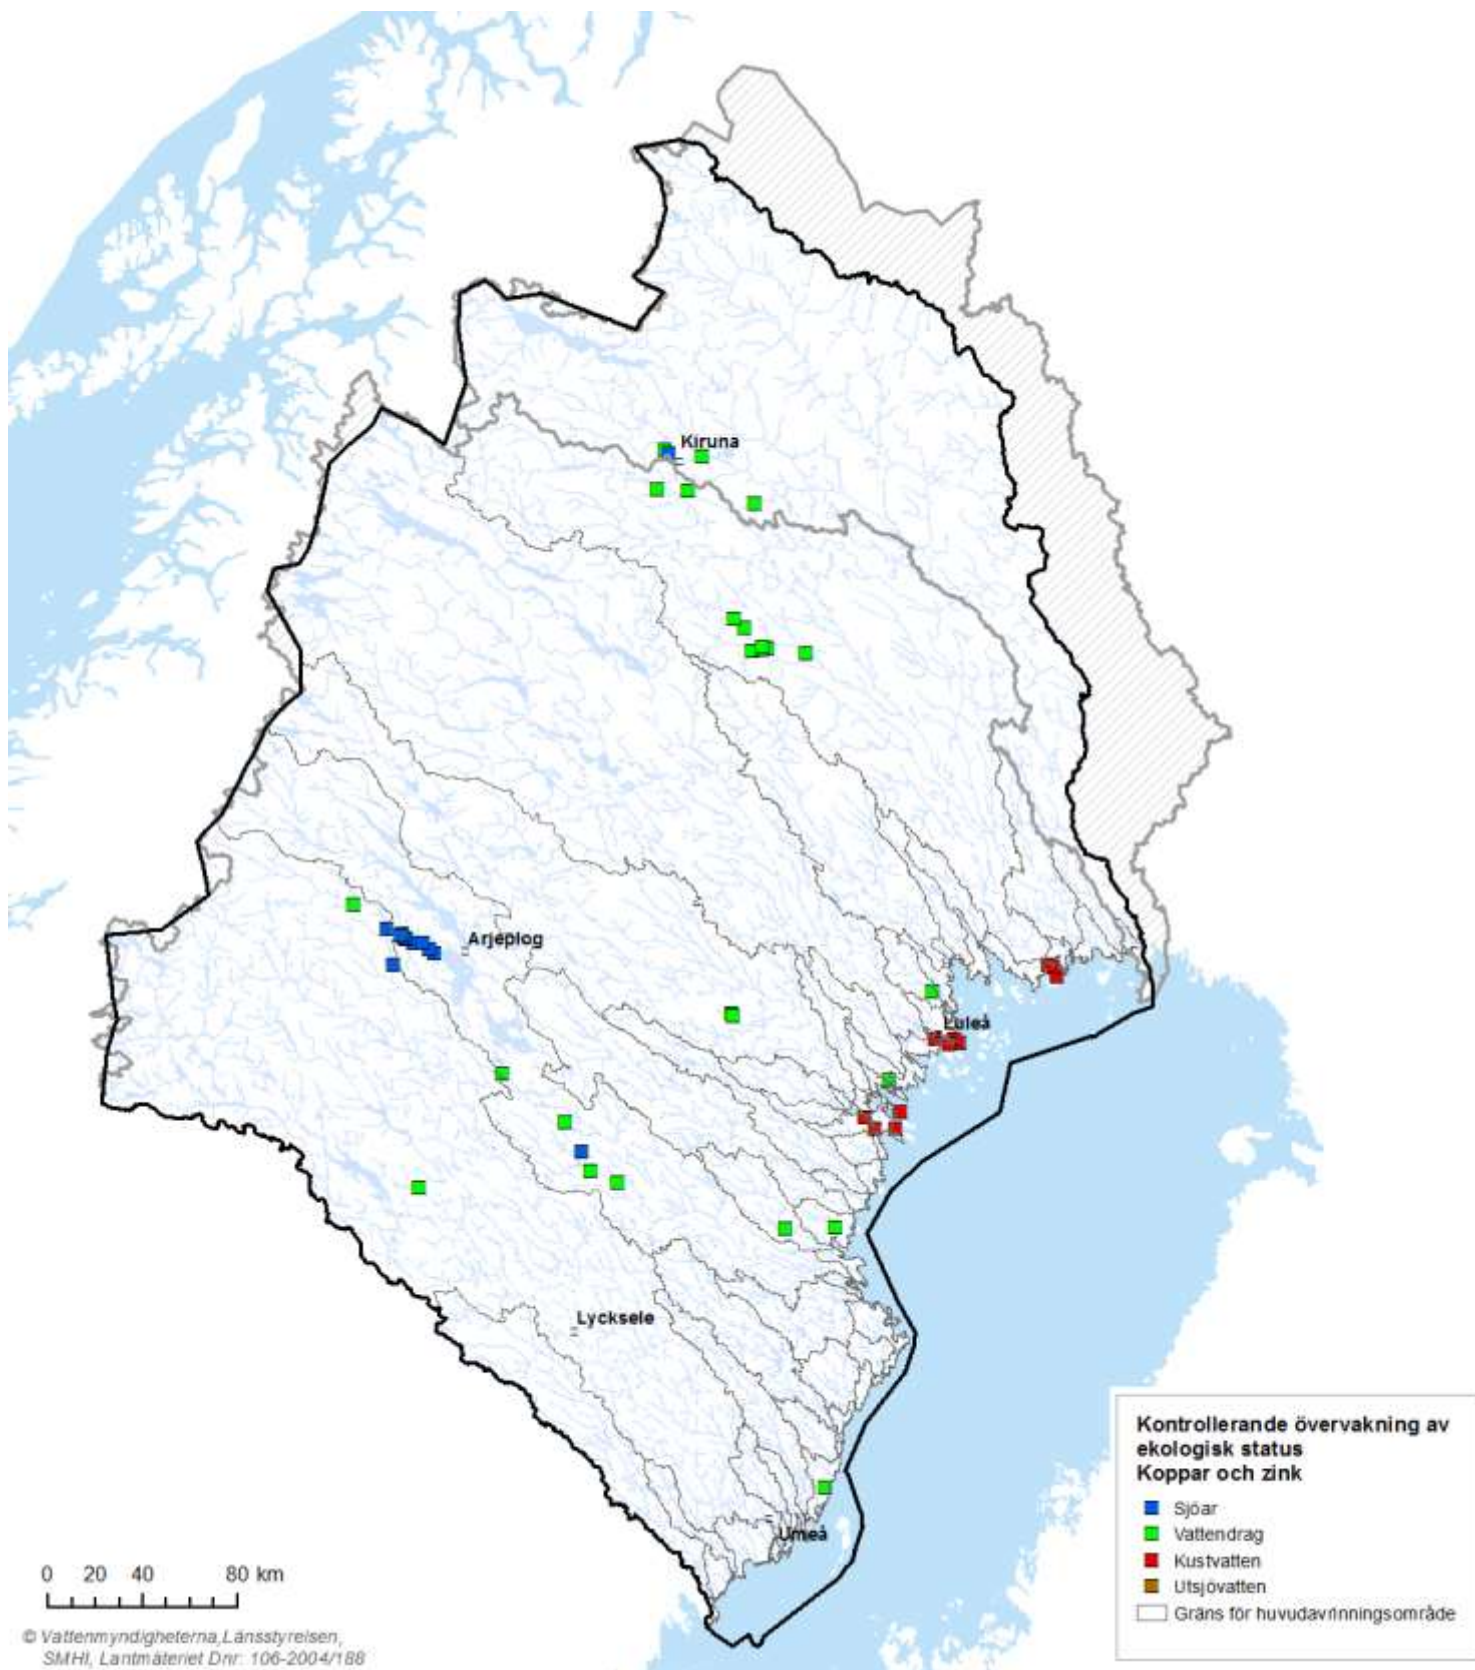 Kiruna
Arjeplog
Luleå
Lycksele
Umeå
Kontrollerande övervakning av
ekologisk status
Koppar och zink
Sjöar
Vattendrag
Kustvatten
Utsjövatten
Gräns för huvudavrinningsområde
0 20 40 80 km
© Vattenmyndigheterna,Länsstyrelsen,
SMHI, Lantmäteriet Dnr: 106-2004/188